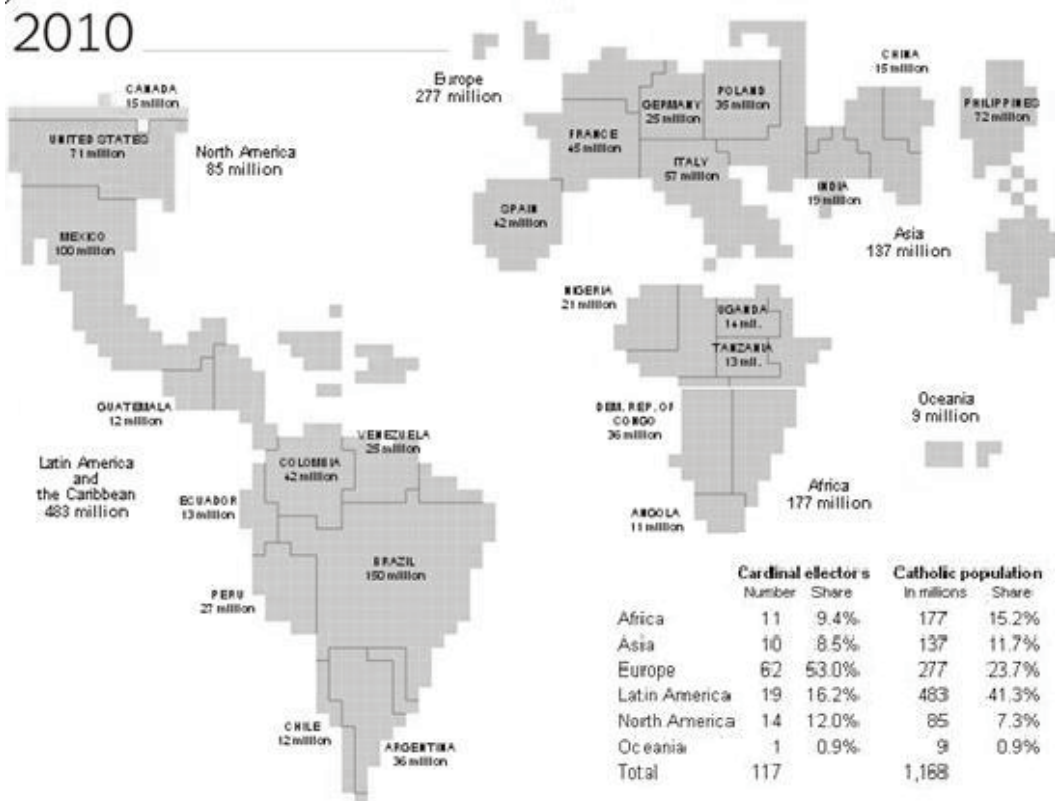 2010
CANADA
15 million
UNITED STATES
71 million
North America
85 million
MEXICO
100 million
GUATEMALA
12 million
Latin America
and
the Caribbean
483 million
COLOMBIA
42 million
VENEZUELA
25 million
ECUADOR
13 million
PERU
27 million
BRAZIL
150 million
CHILE
12 million
ARGENTINA
36 million
Europe
277 million
SPAIN
42 million
FRANCE
45 million
GERMANY
25 million
POLAND
35 million
ITALY
57 million
CHINA
15 million
INDIA
19 million
PHILIPPINES
72 million
Asia
137 million
NIGERIA
21 million
UGANDA
14 mil.
TANZANIA
13 mil.
DEM. REP. OF
CONGO
36 million
ANGOLA
11 million
Africa
177 million
Oceania
9 million
Cardinal electors Catholic population
Number Share In millions Share
Africa 11 9.4% 177 15.2%
Asia 10 8.5% 137 11.7%
Europe 62 53.0% 277 23.7%
Latin America 19 16.2% 483 41.3%
North America 14 12.0% 85 7.3%
Oceania 1 0.9% 9 0.9%
Total 117 1,168